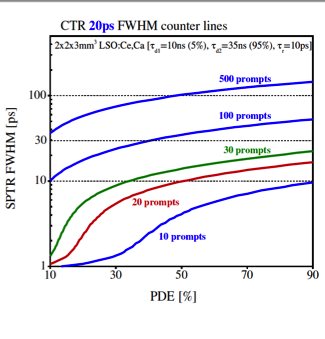 CTR 20ps FWHM counter lines
2x2x3mm³ LSO:Ce,Ca [τd1=10ns (5%), τd2=35ns (95%), τr=10ps]
500 prompts
100
100 prompts
30
30 prompts
10
20 prompts
10 prompts
1
10 30 50 70 90
SPTR FWHM [ps]
PDE [%]